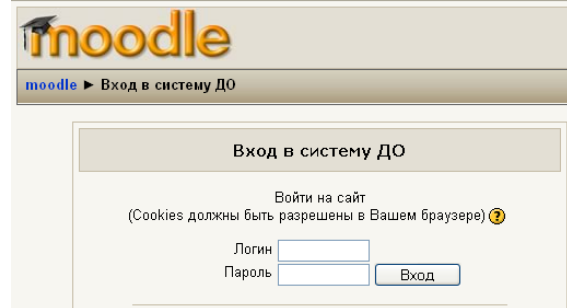 moodle
moodle ► Вход в систему ДО
Вход в систему ДО
Войти на сайт
(Cookies должны быть разрешены в Вашем браузере) ?
Логин
Пароль Вход